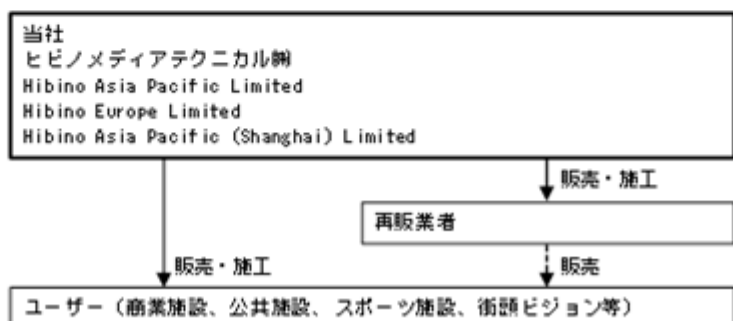 当社
ヒビノメディアテクニカル㈱
Hibino Asia Pacific Limited
Hibino Europe Limited
Hibino Asia Pacific (Shanghai) Limited
販売・施工
再販業者
販売・施工
販売
ユーザー（商業施設、公共施設、スポーツ施設、街頭ビジョン等）